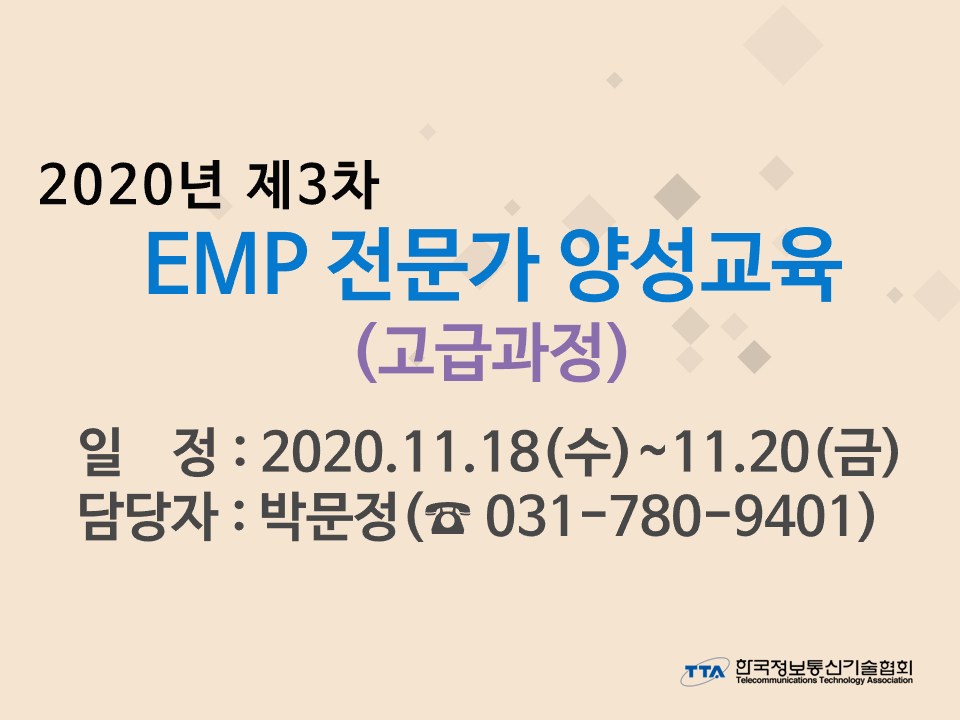 2020년 제3차
EMP 전문가 양성교육
(고급과정)
일 정 : 2020.11.18(수)~11.20(금)
담당자 : 박문정(☎ 031-780-9401)
TTA 한국정보통신기술협회
Telecommunications Technology Association